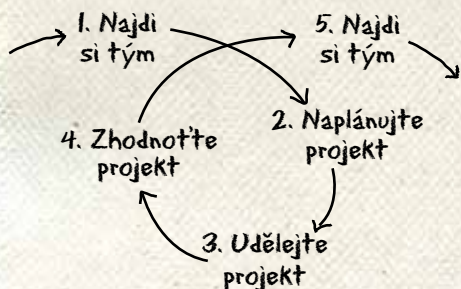 1. Najdi
si tým
5. Najdi
si tým
2. Naplánujte
projekt
4. Zhodnoťte
projekt
3. Udělejte
projekt